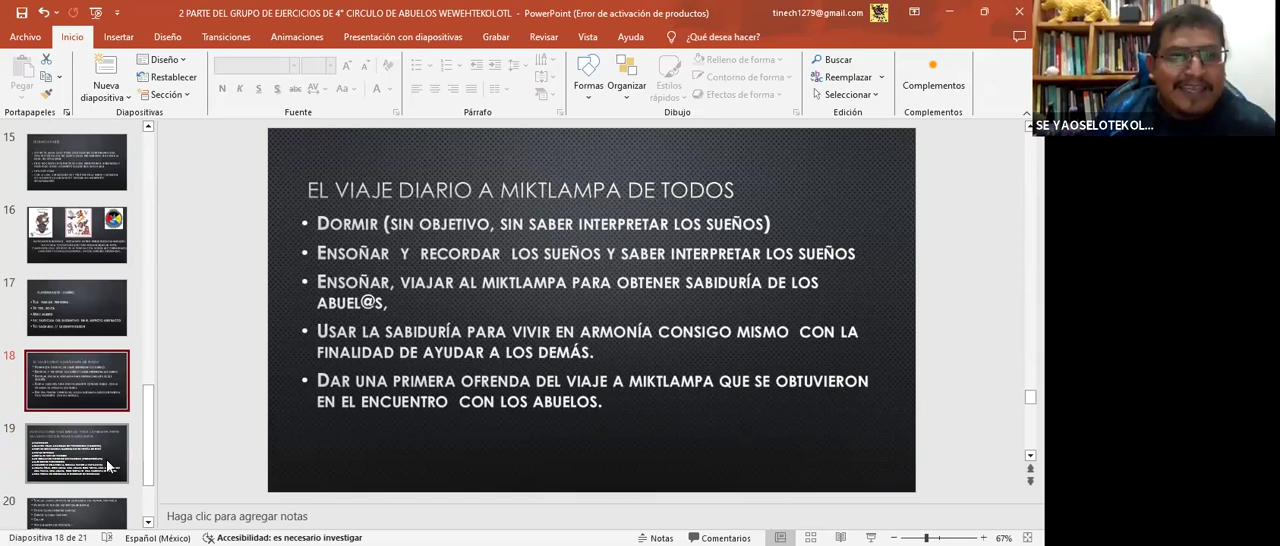 2 PARTE DEL GRUPO DE EJERCICIOS DE 4° CIRCULO DE ABUELOS WEWEHTEKOLOTL - PowerPoint (Error de activación de productos)
tinech1279@gmail.com
Archivo Inicio Insertar Diseño Transiciones Animaciones Presentación con diapositivas Grabar Revisar Vista Ayuda ¿Qué desea hacer?
Pegar
Nueva diapositiva
Diseño
Restablecer
Sección
N K S S abc AV Aa A
Formas
Organizar
Estilos rápidos
Relleno de forma
Contorno de forma
Efectos de forma
Buscar
Reemplazar
Seleccionar
Complementos
Portapapeles Diapositivas Fuente Párrafo Dibujo Edición Complementos
SE YAOSELOTEKOL...
15
16
17
18
19
20
EL VIAJE DIARIO A MIKTLAMPA DE TODOS
• DORMIR (SIN OBJETIVO, SIN SABER INTERPRETAR LOS SUEÑOS)
• ENSOÑAR Y RECORDAR LOS SUEÑOS Y SABER INTERPRETAR LOS SUEÑOS
• ENSOÑAR, VIAJAR AL MIKTLAMPA PARA OBTENER SABIDURÍA DE LOS
ABUEL@S,
• USAR LA SABIDURÍA PARA VIVIR EN ARMONÍA CONSIGO MISMO CON LA
FINALIDAD DE AYUDAR A LOS DEMÁS.
• DAR UNA PRIMERA OFRENDA DEL VIAJE A MIKTLAMPA QUE SE OBTUVIERON
EN EL ENCUENTRO CON LOS ABUELOS.
Haga clic para agregar notas
Diapositiva 18 de 21 Español (México) Accesibilidad: es necesario investigar Notas Comentarios 67%